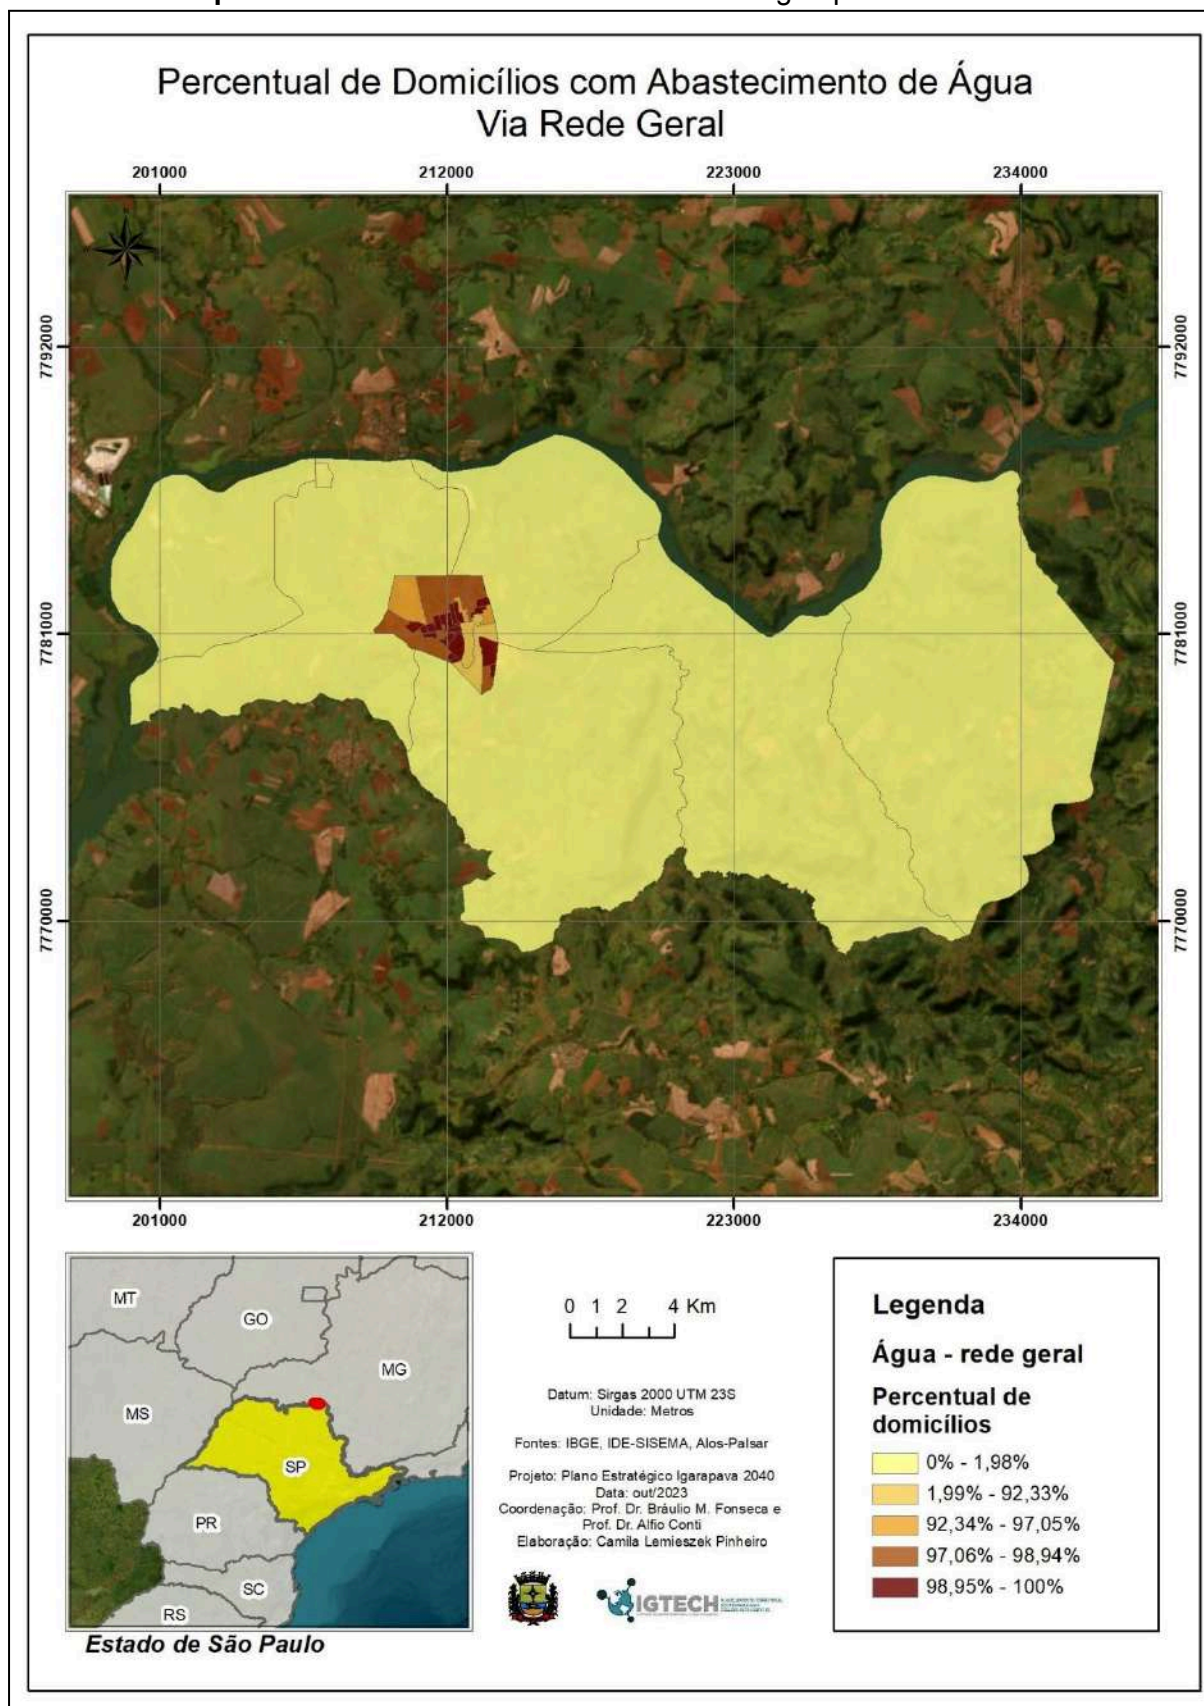 Percentual de Domicílios com Abastecimento de Água
Via Rede Geral
201000 212000 223000 234000
7792000 7792000
7781000 7781000
7770000 7770000
201000 212000 223000 234000
MT
GO
MG
MS
SP
PR
SC
RS
Estado de São Paulo
0 1 2 4 Km
Datum: Sirgas 2000 UTM 23S
Unidade: Metros
Fontes: IBGE, IDE-SISEMA, Alos-Palsar
Projeto: Plano Estratégico Igarapava 2040
Data: out/2023
Coordenação: Prof. Dr. Bráulio M. Fonseca e
Prof. Dr. Alfio Conti
Elaboração: Camila Lemieszek Pinheiro
IGTECH
Legenda
Água - rede geral
Percentual de
domicílios
0% - 1,98%
1,99% - 92,33%
92,34% - 97,05%
97,06% - 98,94%
98,95% - 100%